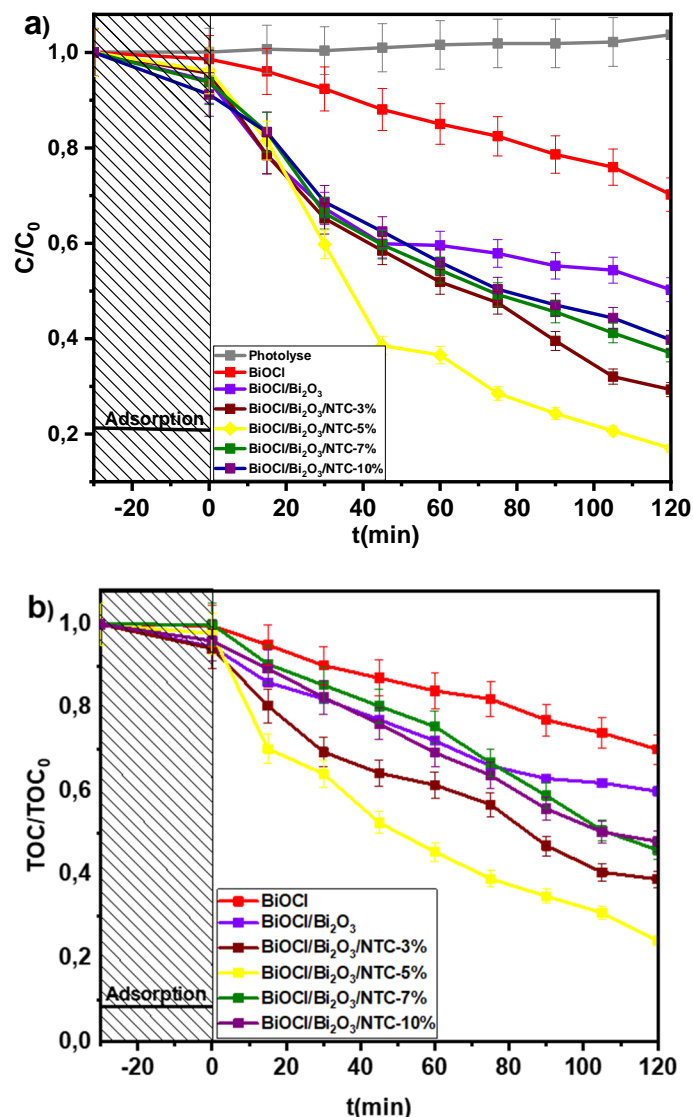 a)
1,0
0,8
0,6
0,4
0,2
C/C₀
Photolyse
BiOCl
BiOCl/Bi₂O₃
BiOCl/Bi₂O₃/NTC-3%
BiOCl/Bi₂O₃/NTC-5%
BiOCl/Bi₂O₃/NTC-7%
BiOCl/Bi₂O₃/NTC-10%
Adsorption
-20 0 20 40 60 80 100 120
t(min)
b)
1,0
0,8
0,6
0,4
0,2
0,0
TOC/TOC₀
BiOCl
BiOCl/Bi₂O₃
BiOCl/Bi₂O₃/NTC-3%
BiOCl/Bi₂O₃/NTC-5%
BiOCl/Bi₂O₃/NTC-7%
BiOCl/Bi₂O₃/NTC-10%
Adsorption
-20 0 20 40 60 80 100 120
t(min)